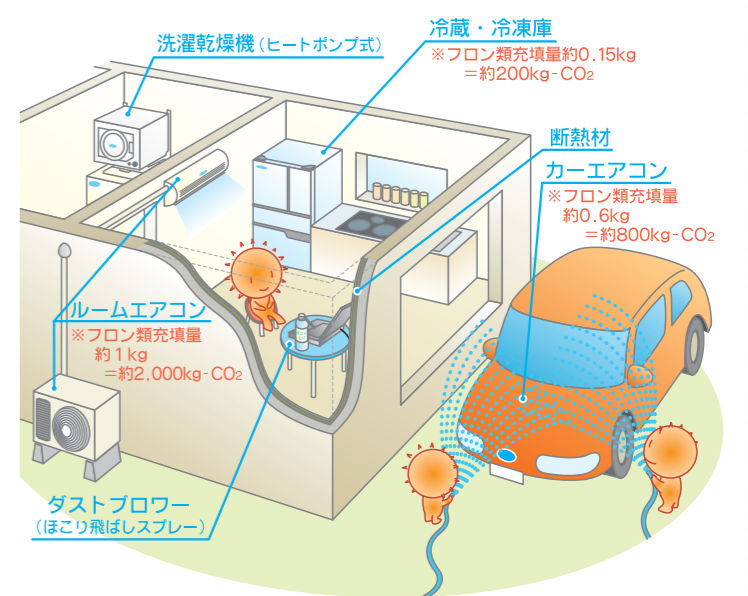 冷蔵・冷凍庫
※フロン類充填量約0.15kg
＝約200kg-CO2
洗濯乾燥機（ヒートポンプ式）
断熱材
カーエアコン
※フロン類充填量
約0.6kg
＝約800kg-CO2
ルームエアコン
※フロン類充填量
約1kg
＝約2.000kg-CO2
ダストブロワー
（ほこり飛ばしスプレー）